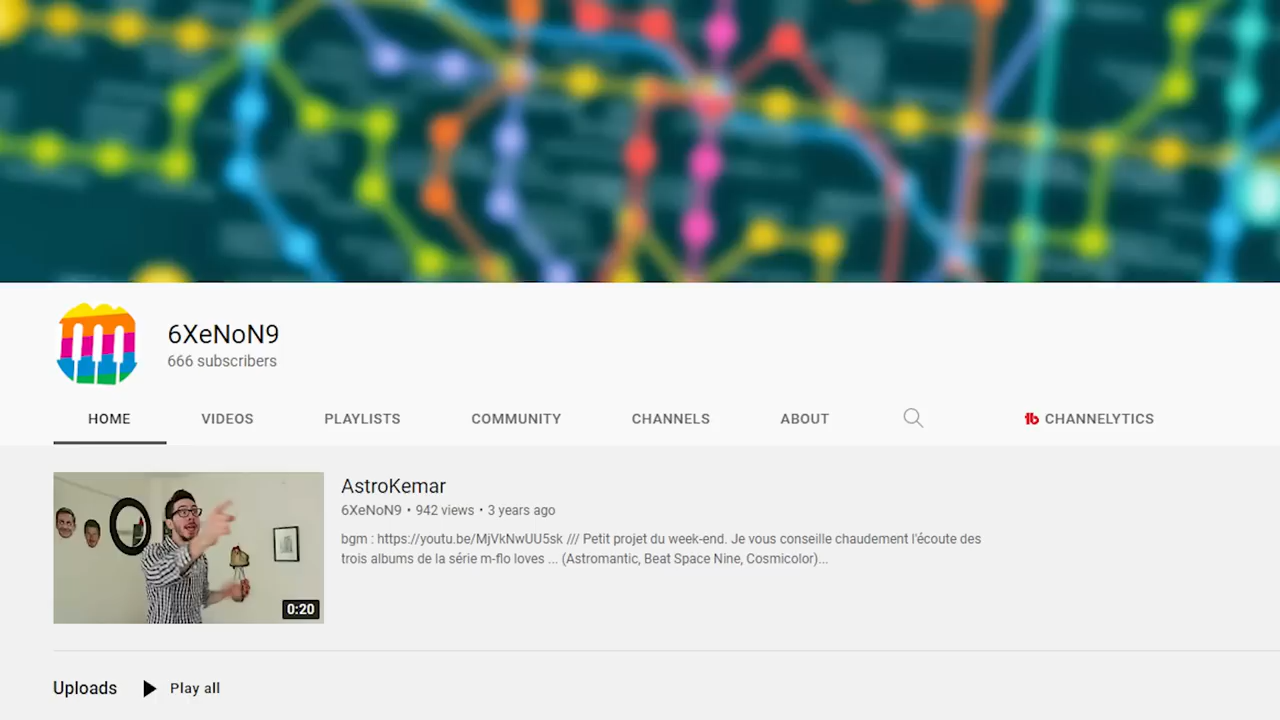 6XeNoN9
666 subscribers
HOME VIDEOS PLAYLISTS COMMUNITY CHANNELS ABOUT CHANNELYTICS
AstroKemar
6XeNoN9 • 942 views • 3 years ago
bgm : https://youtu.be/MjVkNwUU5sk /// Petit projet du week-end. Je vous conseille chaudement l'écoute des
trois albums de la série m-flo loves ... (Astromantic, Beat Space Nine, Cosmicolor)...
0:20
Uploads Play all